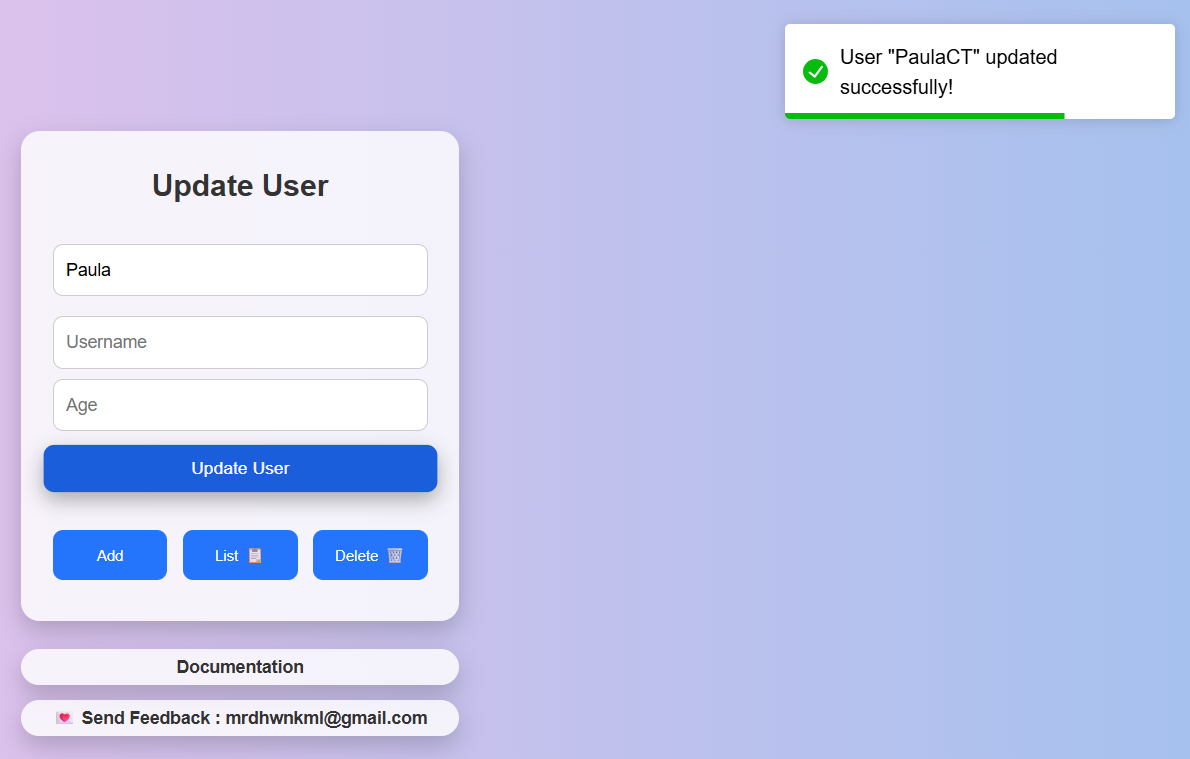 User "PaulaCT" updated
successfully!
Update User
Paula
Username
Age
Update User
Add
List
Delete
Documentation
Send Feedback : mrdhwnkml@gmail.com